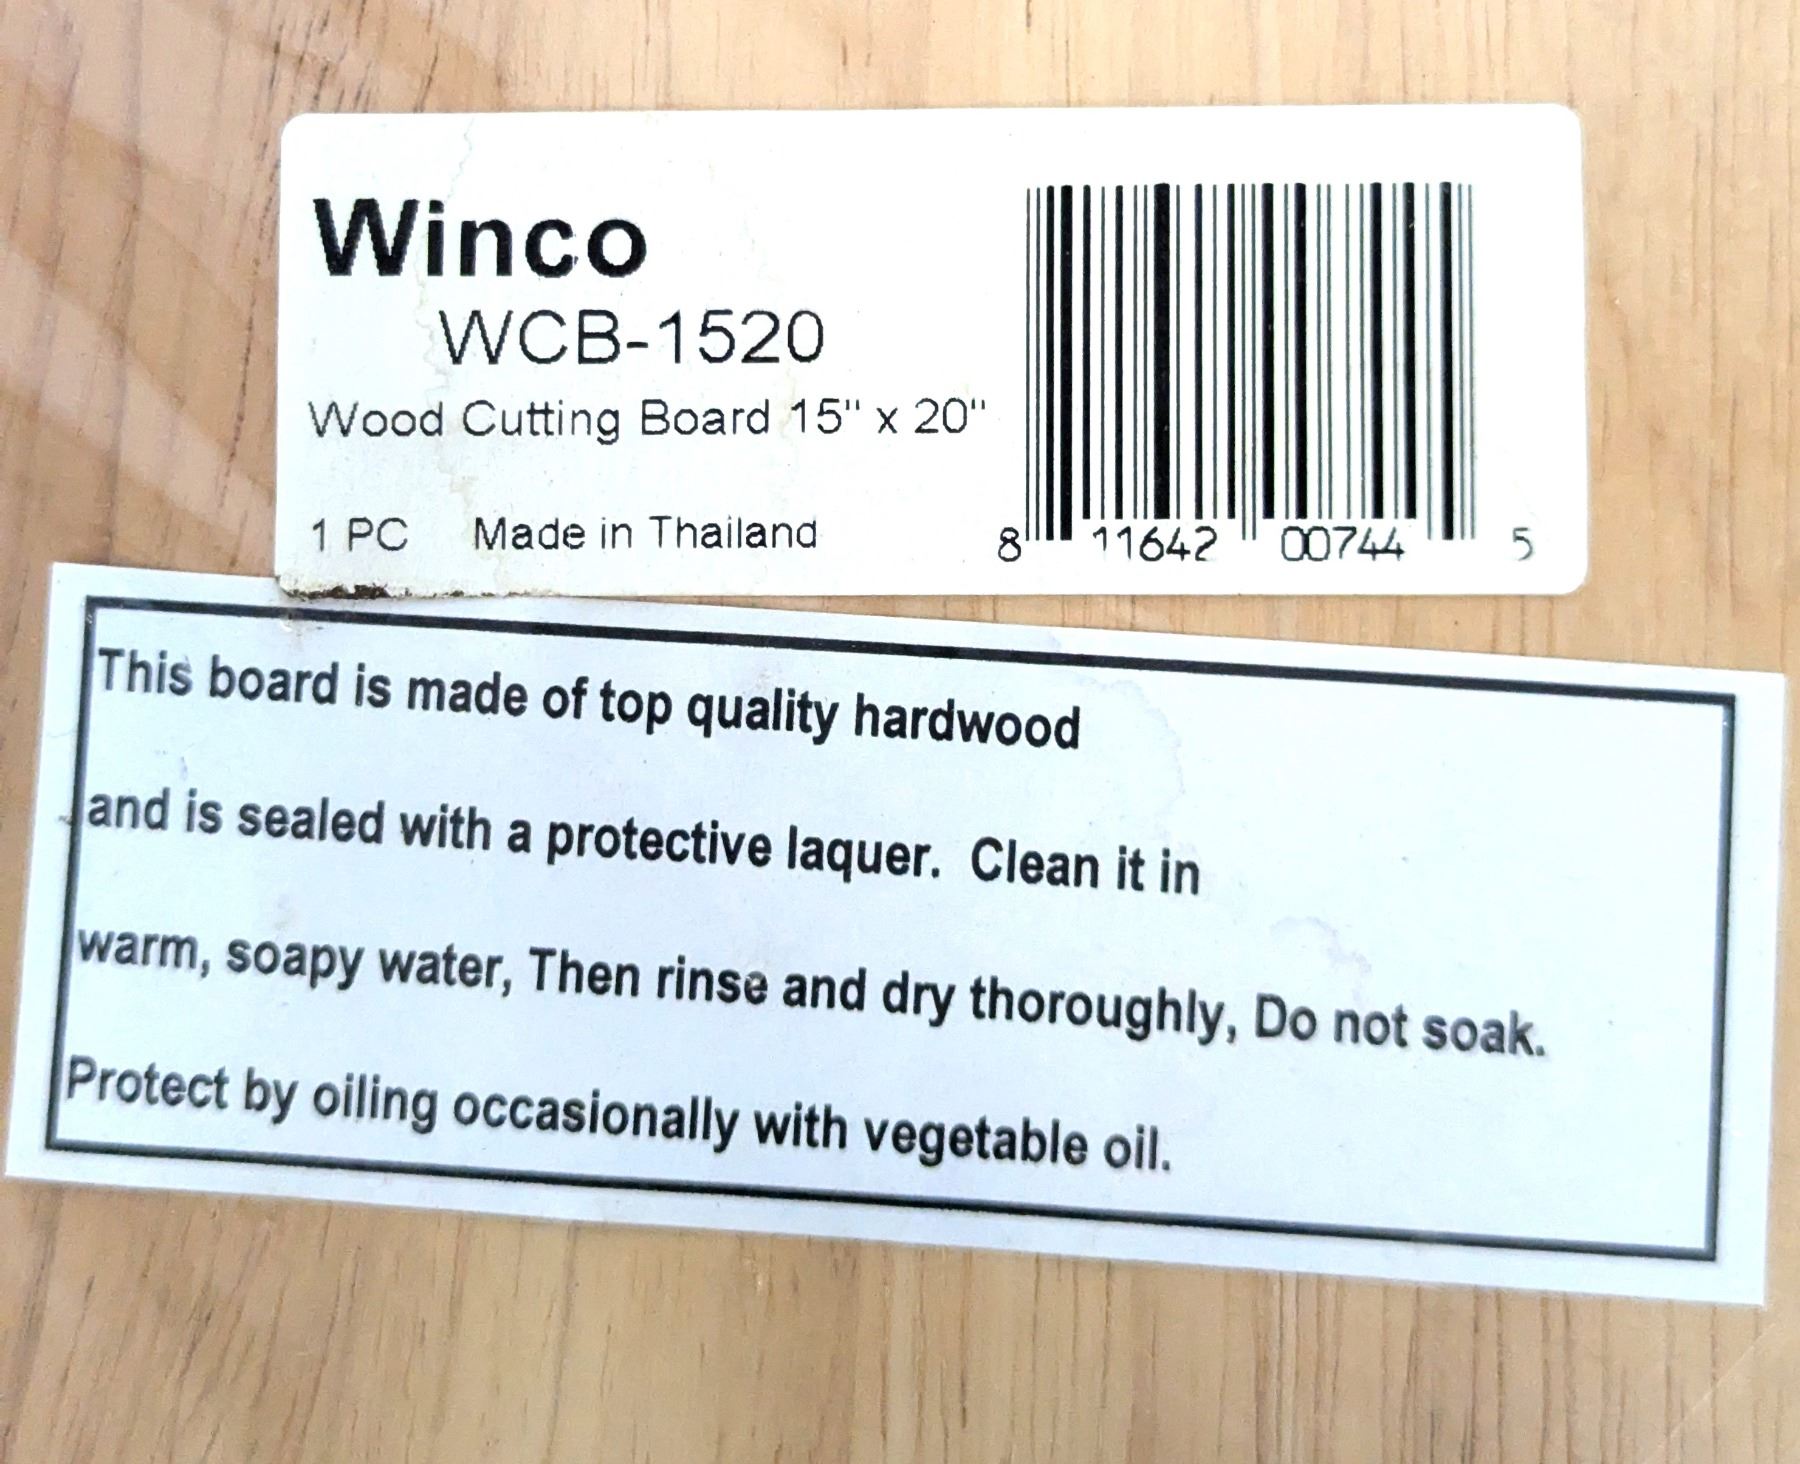 Winco
WCB-1520
Wood Cutting Board 15" x 20"
1 PC Made in Thailand
8 11642 00744 5
This board is made of top quality hardwood
and is sealed with a protective laquer. Clean it in
warm, soapy water, Then rinse and dry thoroughly, Do not soak.
Protect by oiling occasionally with vegetable oil.